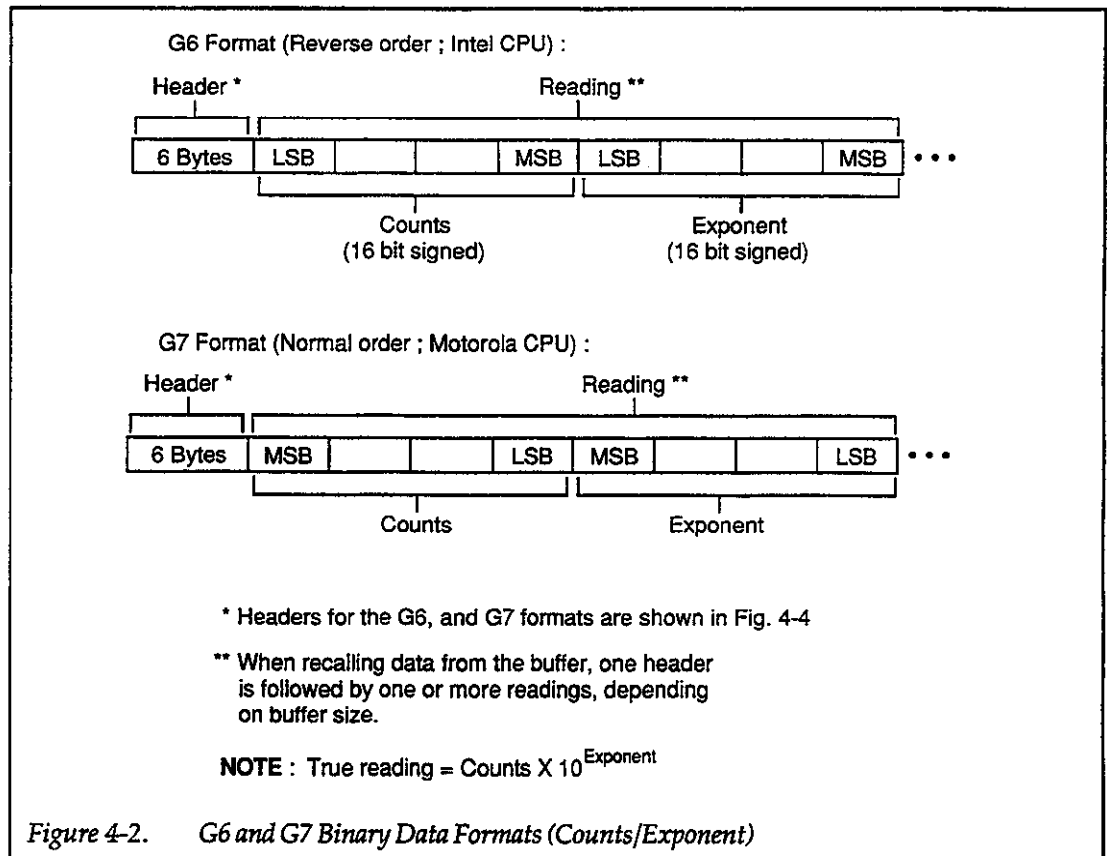 G6 Format (Reverse order ; Intel CPU) :
Header *
Reading **
6 Bytes LSB MSB LSB MSB • • •
Counts
(16 bit signed)
Exponent
(16 bit signed)
G7 Format (Normal order ; Motorola CPU) :
Header *
Reading **
6 Bytes MSB LSB MSB LSB • • •
Counts
Exponent
* Headers for the G6, and G7 formats are shown in Fig. 4-4
** When recalling data from the buffer, one header
is followed by one or more readings, depending
on buffer size.
NOTE : True reading = Counts X 10^Exponent
Figure 4-2. G6 and G7 Binary Data Formats (Counts/Exponent)